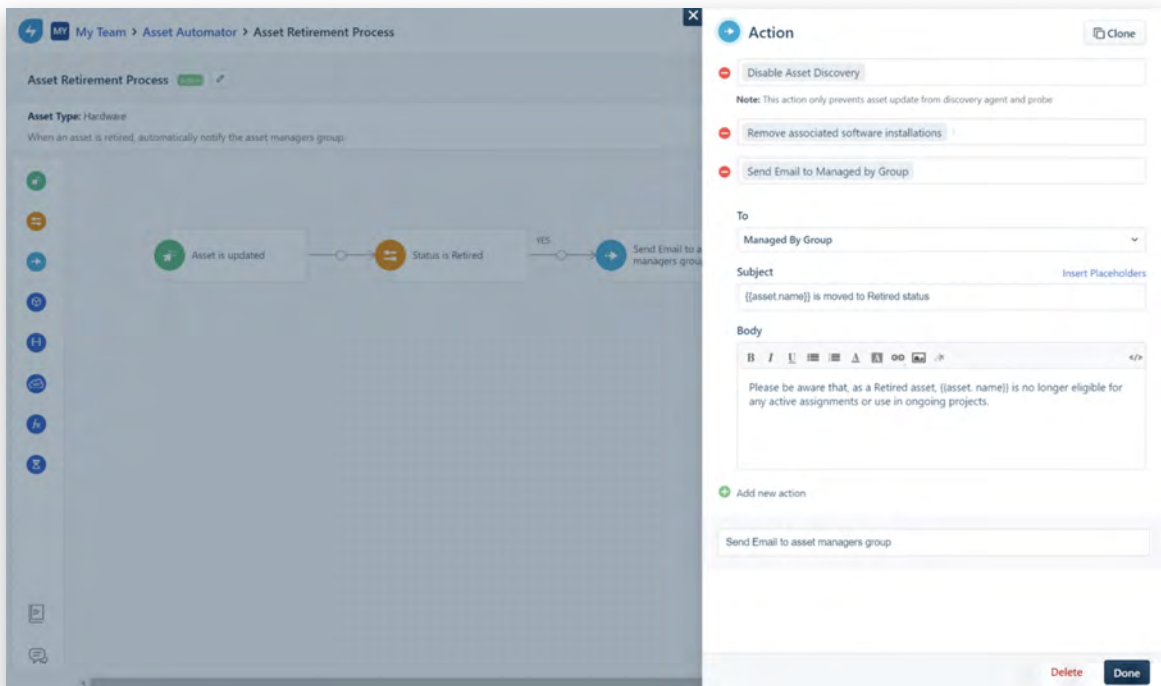 MY My Team > Asset Automator > Asset Retirement Process
Asset Retirement Process
Asset Type: Hardware
When an asset is retired, automatically notify the asset managers group.
Asset is updated
Status is Retired
YES
Send Email to a
managers grou
Action
Clone
Disable Asset Discovery
Note: This action only prevents asset update from discovery agent and probe
Remove associated software installations
Send Email to Managed by Group
To
Managed By Group
Subject
Insert Placeholders
{{asset.name}} is moved to Retired status
Body
B I U A A </>
Please be aware that, as a Retired asset, {{asset. name}} is no longer eligible for
any active assignments or use in ongoing projects.
Add new action
Send Email to asset managers group
Delete
Done